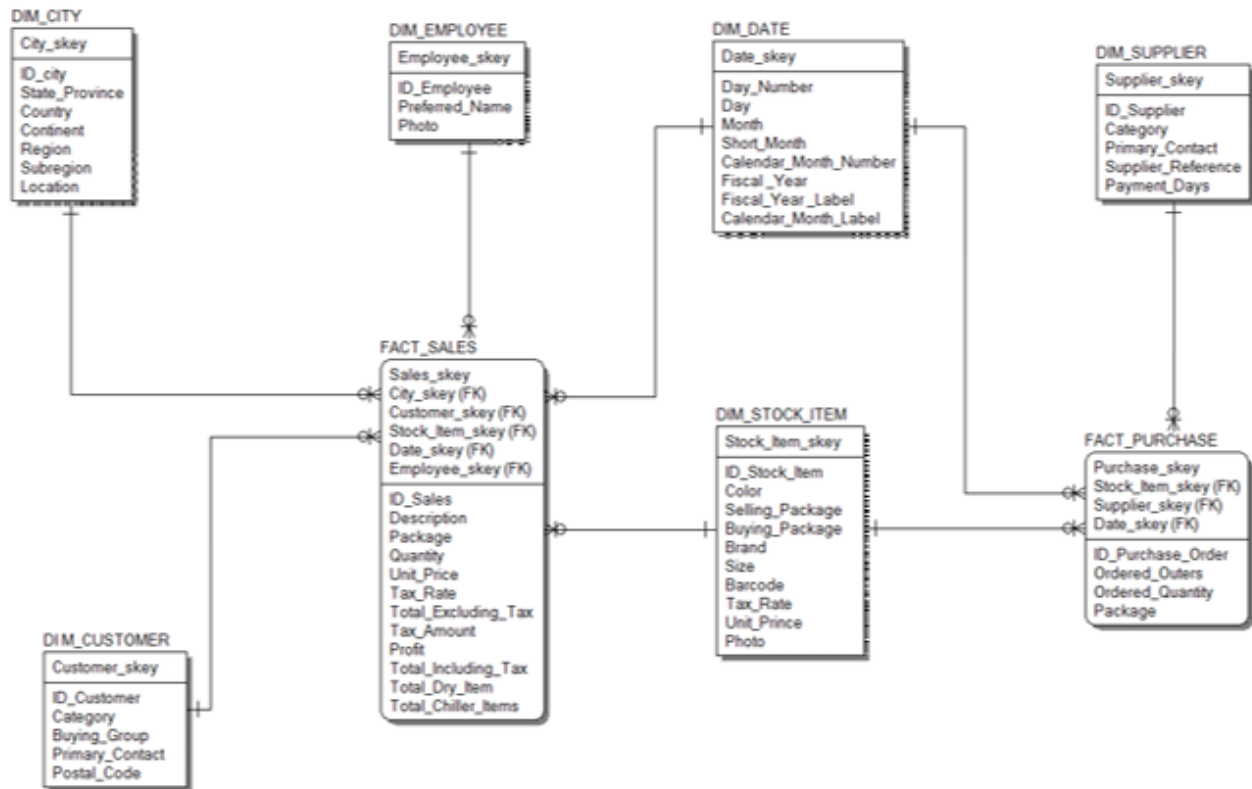 DIM_CITY
City_skey
ID_city
State_Province
Country
Continent
Region
Subregion
Location
DIM_EMPLOYEE
Employee_skey
ID_Employee
Preferred_Name
Photo
DIM_DATE
Date_skey
Day_Number
Day
Month
Short_Month
Calendar_Month_Number
Fiscal_Year
Fiscal_Year_Label
Calendar_Month_Label
DIM_SUPPLIER
Supplier_skey
ID_Supplier
Category
Primary_Contact
Supplier_Reference
Payment_Days
FACT_SALES
Sales_skey
City_skey (FK)
Customer_skey (FK)
Stock_Item_skey (FK)
Date_skey (FK)
Employee_skey (FK)
ID_Sales
Description
Package
Quantity
Unit_Price
Tax_Rate
Total_Excluding_Tax
Tax_Amount
Profit
Total_Including_Tax
Total_Dry_Item
Total_Chiller_Items
DIM_STOCK_ITEM
Stock_Item_skey
ID_Stock_Item
Color
Selling_Package
Buying_Package
Brand
Size
Barcode
Tax_Rate
Unit_Prince
Photo
FACT_PURCHASE
Purchase_skey
Stock_Item_skey (FK)
Supplier_skey (FK)
Date_skey (FK)
ID_Purchase_Order
Ordered_Outers
Ordered_Quantity
Package
DIM_CUSTOMER
Customer_skey
ID_Customer
Category
Buying_Group
Primary_Contact
Postal_Code